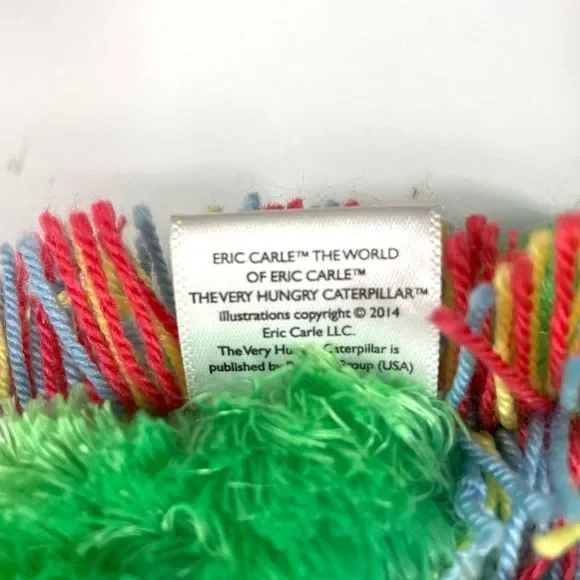 ERIC CARLE™ THE WORLD
OF ERIC CARLE™
THEVERY HUNGRY CATERPILLAR™
illustrations copyright © 2014
Eric Carle LLC.
The Very Caterpillar is
published by Group (USA)